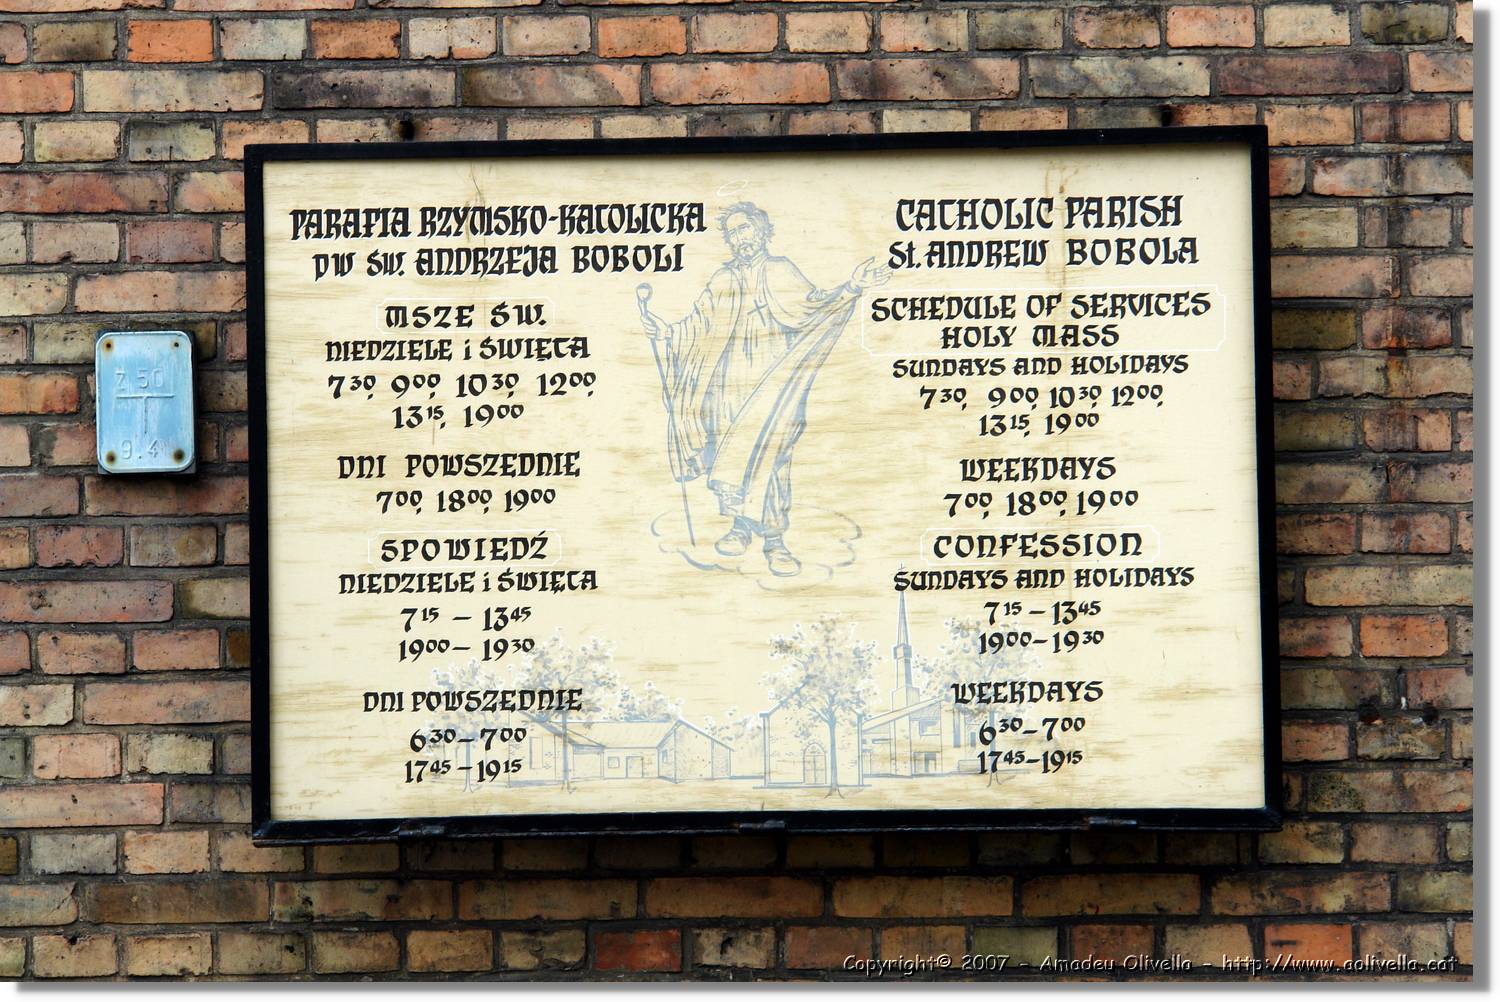 PARAFIA RZYMSKO-KATOLICKA
PW ŚW. ANDRZEJA BOBOLI
MSZE ŚW.
NIEDZIELE i ŚWIĘTA
7³⁰, 9⁰⁰, 10³⁰, 12⁰⁰,
13¹⁵, 19⁰⁰
DNI POWSZEDNIE
7⁰⁰, 18⁰⁰, 19⁰⁰
SPOWIEDŹ
NIEDZIELE i ŚWIĘTA
7¹⁵ – 13⁴⁵
19⁰⁰ – 19³⁰
DNI POWSZEDNIE
6³⁰ – 7⁰⁰
17⁴⁵ – 19¹⁵
CATHOLIC PARISH
St. ANDREW BOBOLA
SCHEDULE OF SERVICES
HOLY MASS
SUNDAYS AND HOLIDAYS
7³⁰, 9⁰⁰, 10³⁰, 12⁰⁰,
13¹⁵, 19⁰⁰
WEEKDAYS
7⁰⁰, 18⁰⁰, 19⁰⁰
CONFESSION
SUNDAYS AND HOLIDAYS
7¹⁵ – 13⁴⁵
19⁰⁰ – 19³⁰
WEEKDAYS
6³⁰ – 7⁰⁰
17⁴⁵ – 19¹⁵
Z 50
9.4
Copyright© 2007 - Amadeu Olivella - http://www.aolivella.cat